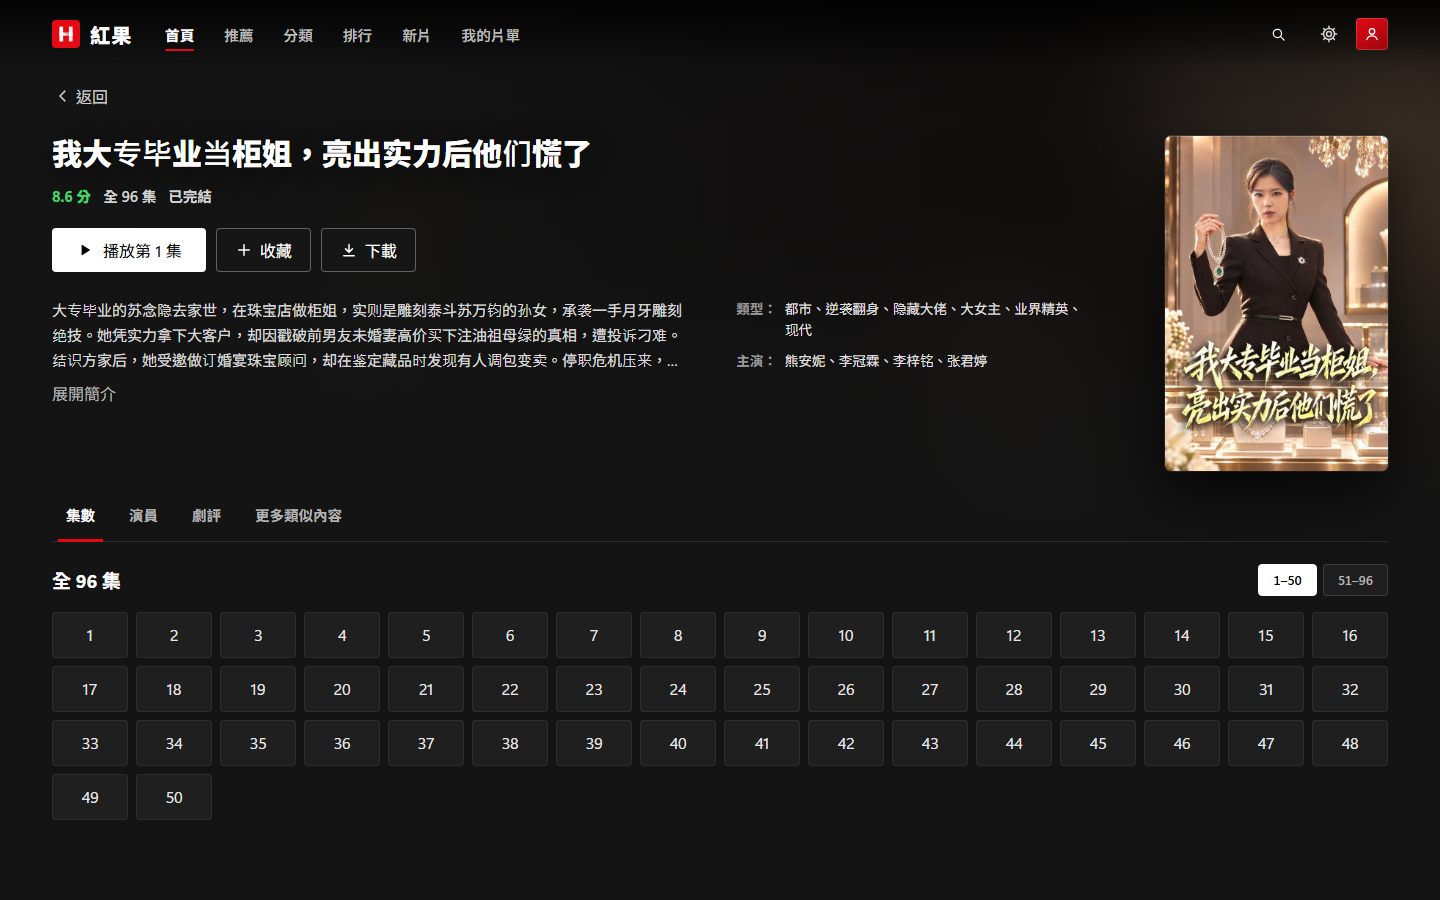 紅果
首頁 推薦 分類 排行 新片 我的片單
返回
我大专毕业当柜姐，亮出实力后他们慌了
8.6 分 全 96 集 已完結
播放第 1 集 收藏 下載
大专毕业的苏念隐去家世，在珠宝店做柜姐，实则是雕刻泰斗苏万钧的孙女，承袭一手月牙雕刻
绝技。她凭实力拿下大客户，却因戳破前男友未婚妻高价买下注油祖母绿的真相，遭投诉刁难。
结识方家后，她受邀做订婚宴珠宝顾问，却在鉴定藏品时发现有人调包变卖。停职危机压来，...
展開簡介
類型： 都市、逆袭翻身、隐藏大佬、大女主、业界精英、
现代
主演： 熊安妮、李冠霖、李梓铭、张君婷
我大专毕业当柜姐，
亮出实力后他们慌了
集數 演員 劇評 更多類似內容
全 96 集
1–50 51–96
1 2 3 4 5 6 7 8 9 10 11 12 13 14 15 16
17 18 19 20 21 22 23 24 25 26 27 28 29 30 31 32
33 34 35 36 37 38 39 40 41 42 43 44 45 46 47 48
49 50